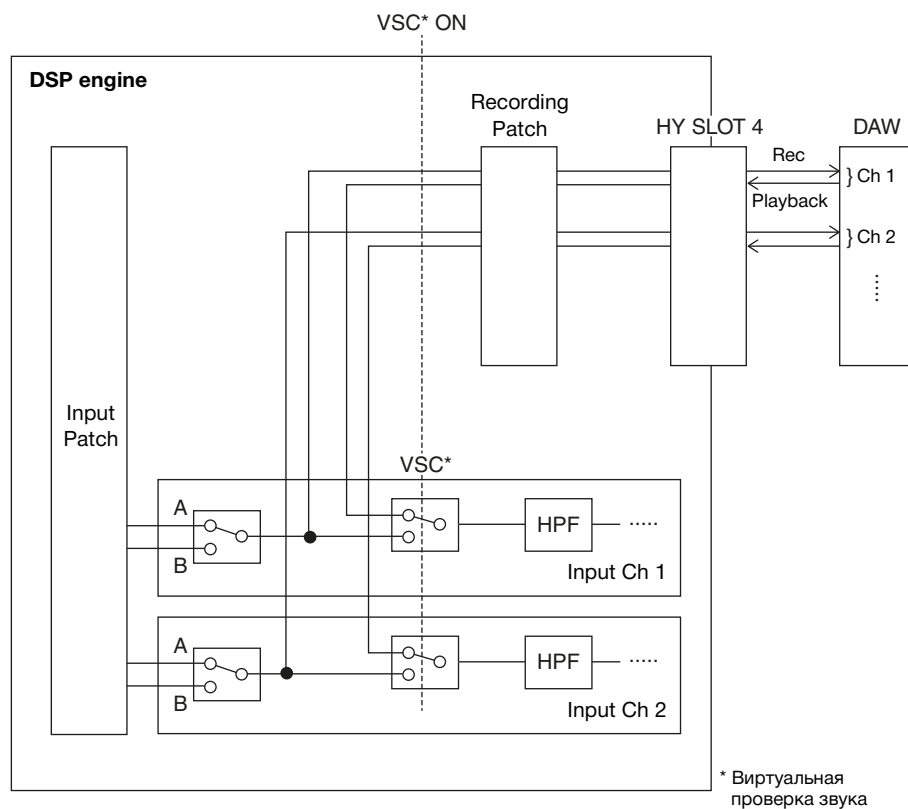 VSC* ON
DSP engine
Recording
Patch
HY SLOT 4
DAW
Rec
} Ch 1
Playback
} Ch 2
Input
Patch
VSC*
A
B
HPF
Input Ch 1
A
B
HPF
Input Ch 2
* Виртуальная
проверка звука